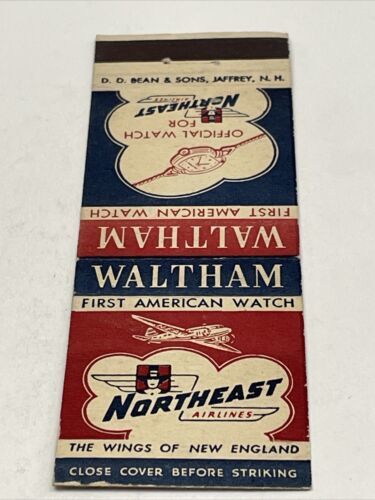 D. D. BEAN & SONS, JAFFREY, N. H.
NORTHEAST
AIRLINES
OFFICIAL WATCH
FOR
FIRST AMERICAN WATCH
WALTHAM
WALTHAM
FIRST AMERICAN WATCH
NORTHEAST
AIRLINES
THE WINGS OF NEW ENGLAND
CLOSE COVER BEFORE STRIKING